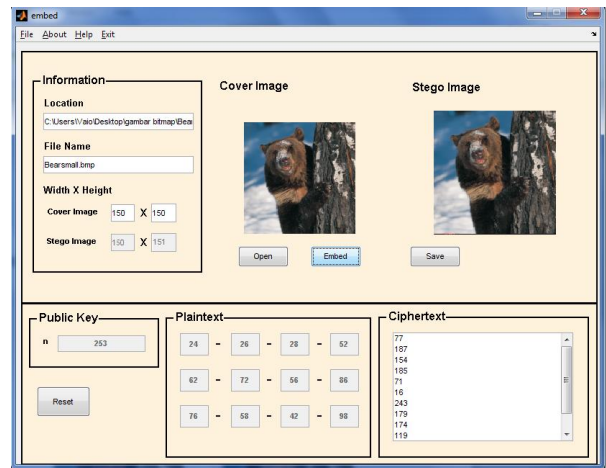 embed
File About Help Exit
Information
Location
C:\Users\Vaio\Desktop\gambar bitmap\Bear
File Name
Bearsmall.bmp
Width X Height
Cover Image 150 X 150
Stego Image 150 X 151
Cover Image
Stego Image
Open Embed Save
Public Key
n 253
Reset
Plaintext
24 - 26 - 28 - 52
62 - 72 - 56 - 86
76 - 58 - 42 - 98
Ciphertext
77
187
154
185
71
16
243
179
174
119